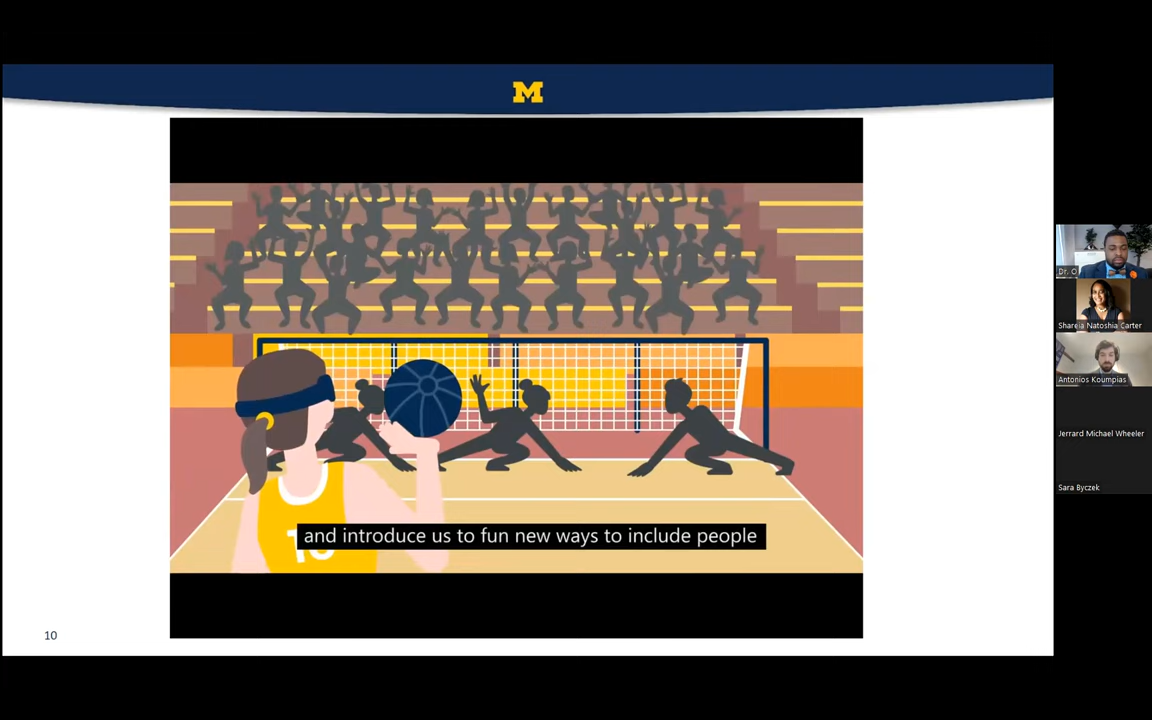 M
and introduce us to fun new ways to include people
10
Dr. O
Shareia Natoshia Carter
Antonios Koumpias
Jerrard Michael Wheeler
Sara Byczek